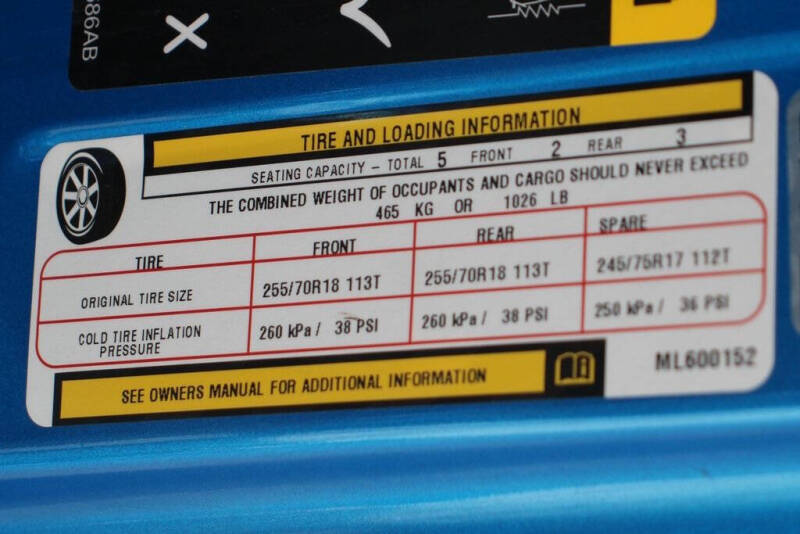 586AB
TIRE AND LOADING INFORMATION
SEATING CAPACITY – TOTAL 5 FRONT 2 REAR 3
THE COMBINED WEIGHT OF OCCUPANTS AND CARGO SHOULD NEVER EXCEED
465 KG OR 1026 LB
TIRE FRONT REAR SPARE
ORIGINAL TIRE SIZE 255/70R18 113T 255/70R18 113T 245/75R17 112T
COLD TIRE INFLATION PRESSURE 260 kPa / 38 PSI 260 kPa / 38 PSI 250 kPa / 36 PSI
SEE OWNERS MANUAL FOR ADDITIONAL INFORMATION
ML600152